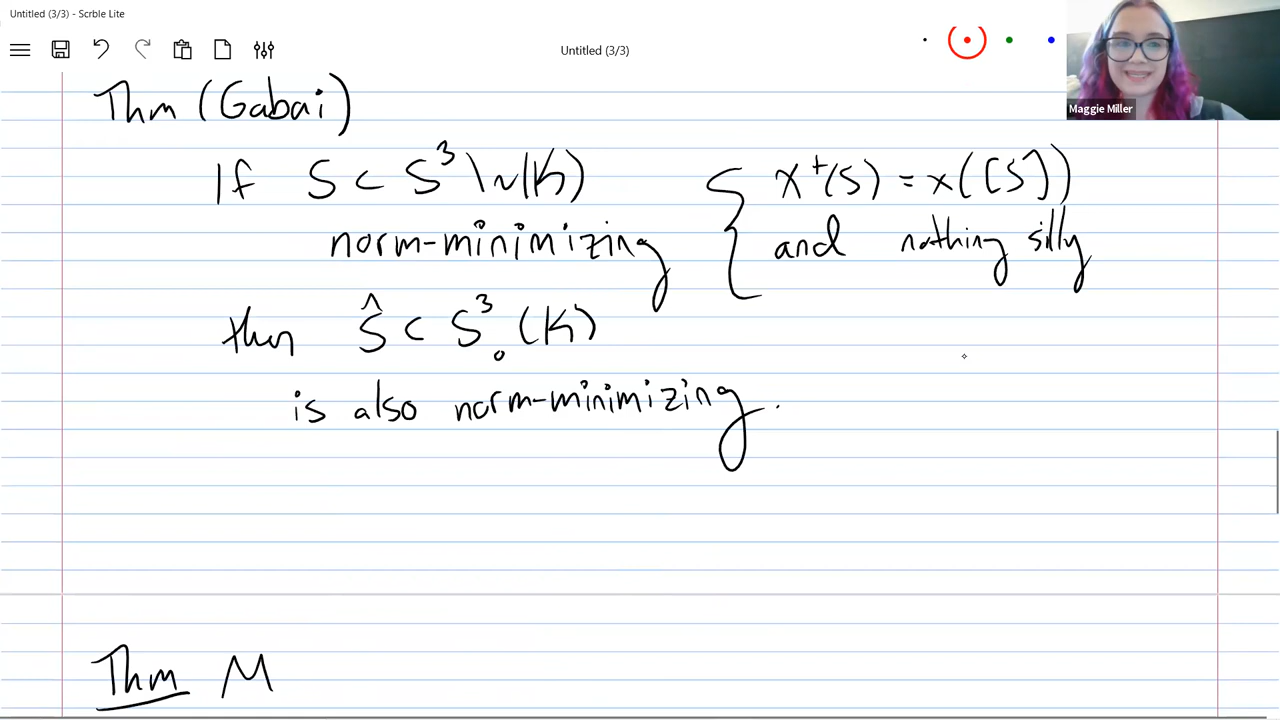 Untitled (3/3) - Scrble Lite
Untitled (3/3)
Maggie Miller
Thm (Gabai)
If S ⊂ S³ \ ν(K) { χ⁺(S) = x([S])
norm-minimizing and nothing silly
then Ŝ ⊂ S³₀(K)
is also norm-minimizing.
Thm M